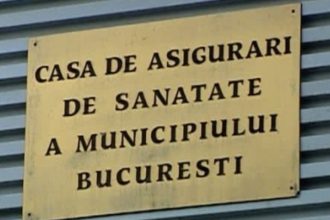 CASA DE ASIGURARI
DE SANATATE
A MUNICIPIULUI
BUCURESTI